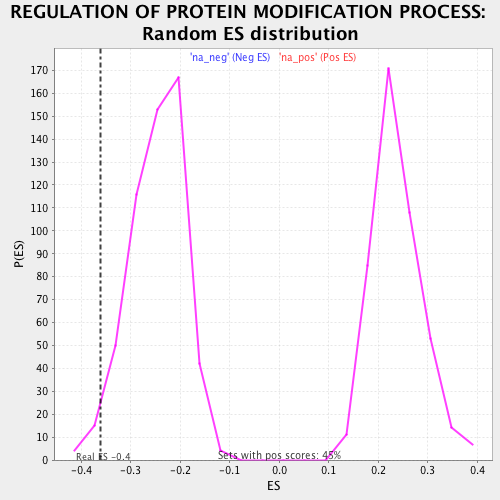 REGULATION OF PROTEIN MODIFICATION PROCESS:
Random ES distribution
'na_neg' (Neg ES) 'na_pos' (Pos ES)
170
160
150
140
130
120
110
100
90
80
70
60
50
40
30
20
10
0
P(ES)
Real ES -0.4
Sets with pos scores: 45%
-0.4 -0.3 -0.2 -0.1 0.0 0.1 0.2 0.3 0.4
ES